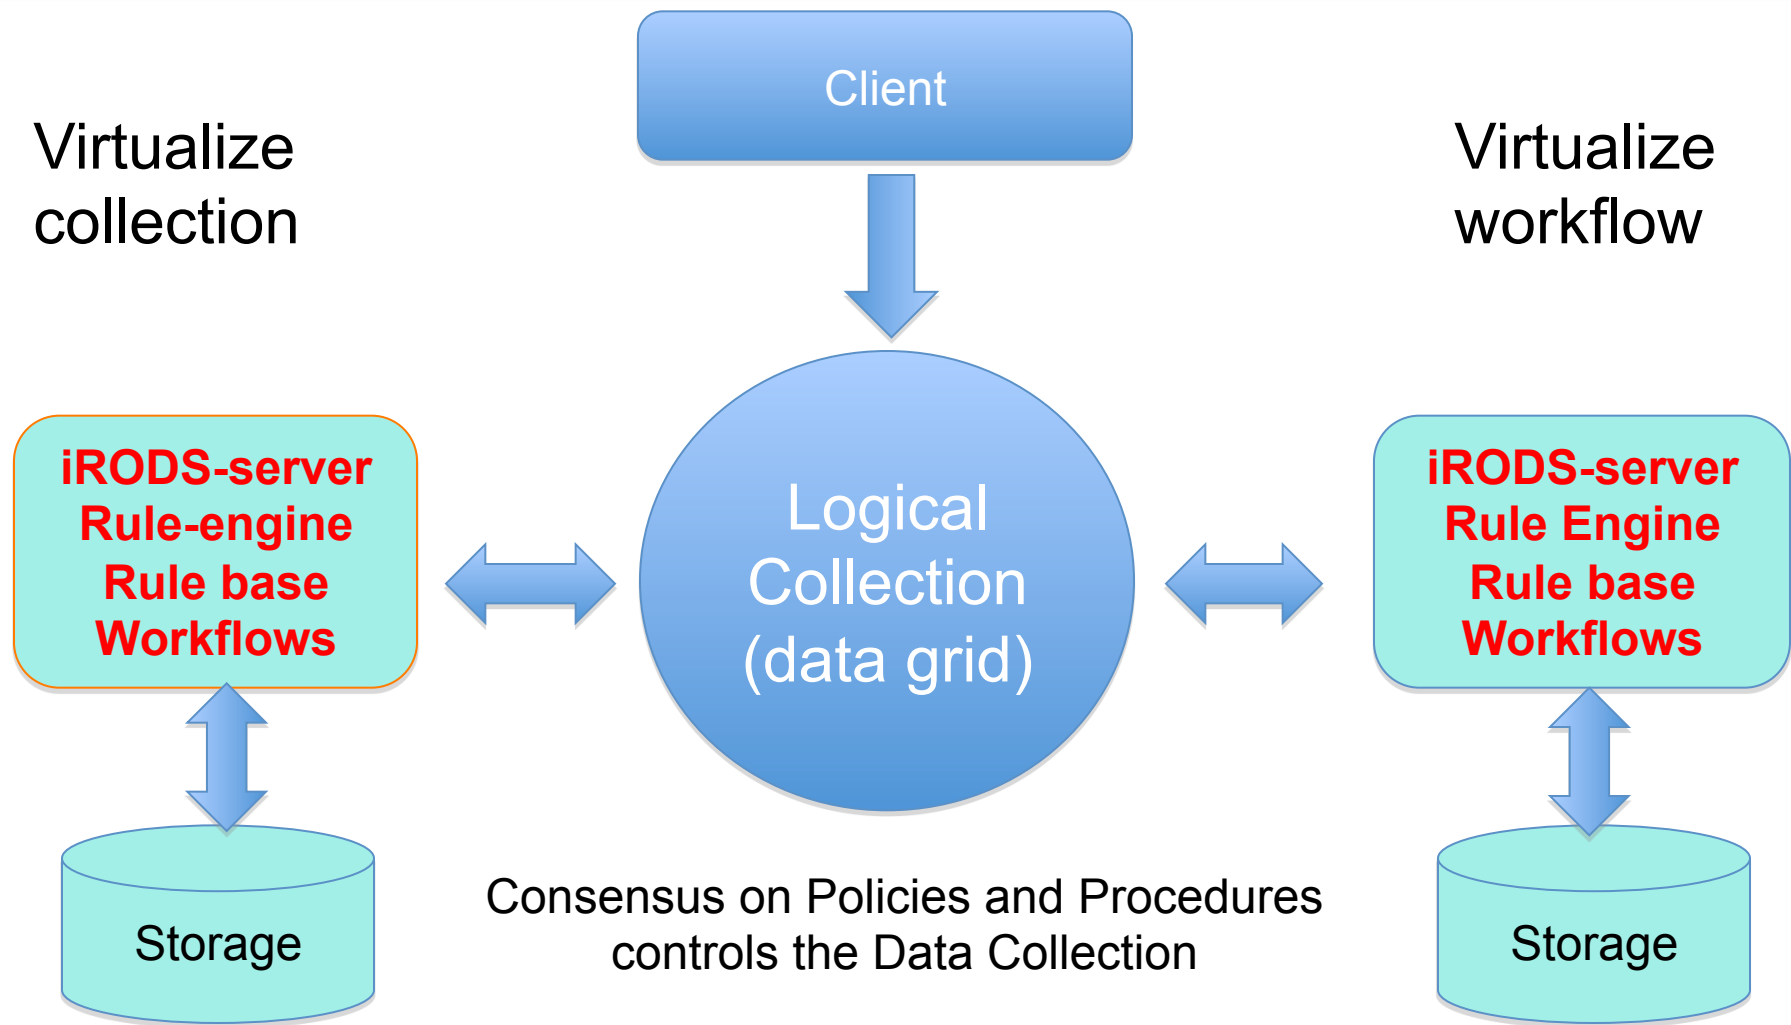 Client
Virtualize
collection
Virtualize
workflow
iRODS-server
Rule-engine
Rule base
Workflows
Logical
Collection
(data grid)
iRODS-server
Rule Engine
Rule base
Workflows
Storage
Consensus on Policies and Procedures
controls the Data Collection
Storage